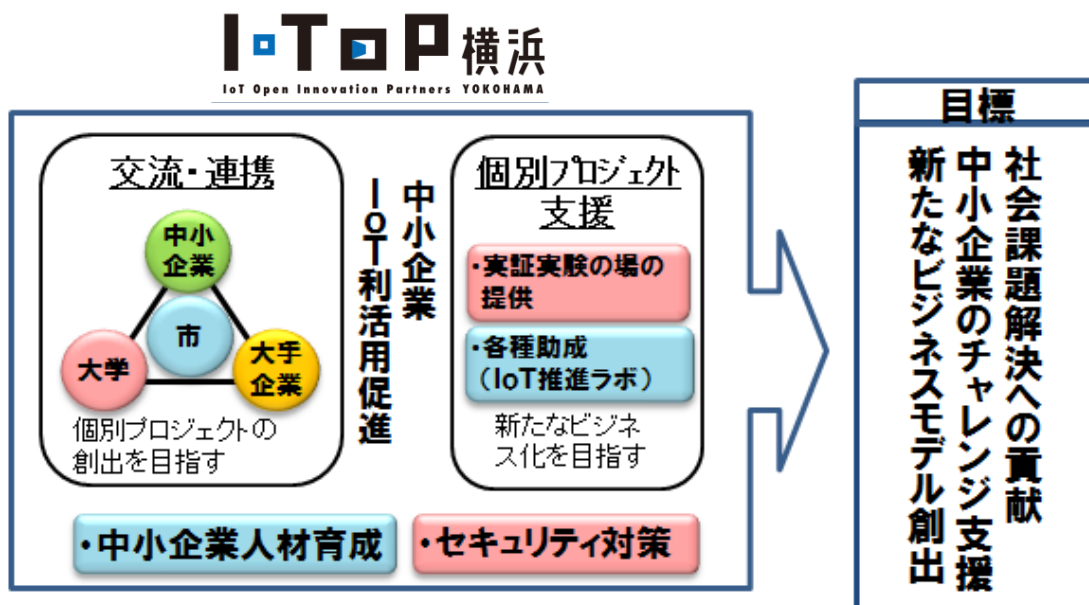 IoTOP横浜
IoT Open Innovation Partners YOKOHAMA
交流・連携
中小
企業
市
大学
大手
企業
個別プロジェクトの
創出を目指す
中小企業
IOT利活用促進
個別プロジェクト
支援
・実証実験の場の
提供
・各種助成
（IoT推進ラボ）
新たなビジネ
ス化を目指す
・中小企業人材育成
・セキュリティ対策
目標
社会課題解決への貢献
中小企業のチャレンジ支援
新たなビジネスモデル創出